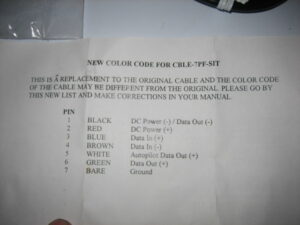 NEW COLOR CODE FOR CBLE-7PF-SIT
THIS IS A REPLACEMENT TO THE ORIGINAL CABLE AND THE COLOR CODE
OF THE CABLE MAY BE DIFFEFENT FROM THE ORIGINAL. PLEASE GO BY
THIS NEW LIST AND MAKE CORRECTIONS IN YOUR MANUAL.
PIN
1 BLACK DC Power (-) / Data Out (-)
2 RED DC Power (+)
3 BLUE Data In (+)
4 BROWN Data In (-)
5 WHITE Autopilot Data Out (+)
6 GREEN Data Out (+)
7 BARE Ground